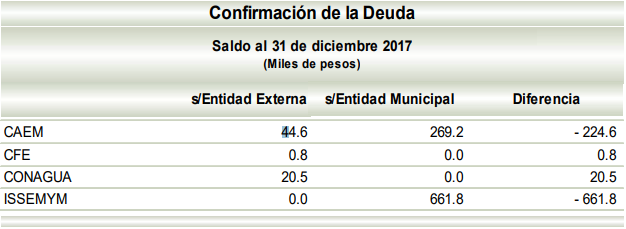 Confirmación de la Deuda
Saldo al 31 de diciembre 2017
(Miles de pesos)
s/Entidad Externa s/Entidad Municipal Diferencia
CAEM 44.6 269.2 - 224.6
CFE 0.8 0.0 0.8
CONAGUA 20.5 0.0 20.5
ISSEMYM 0.0 661.8 - 661.8